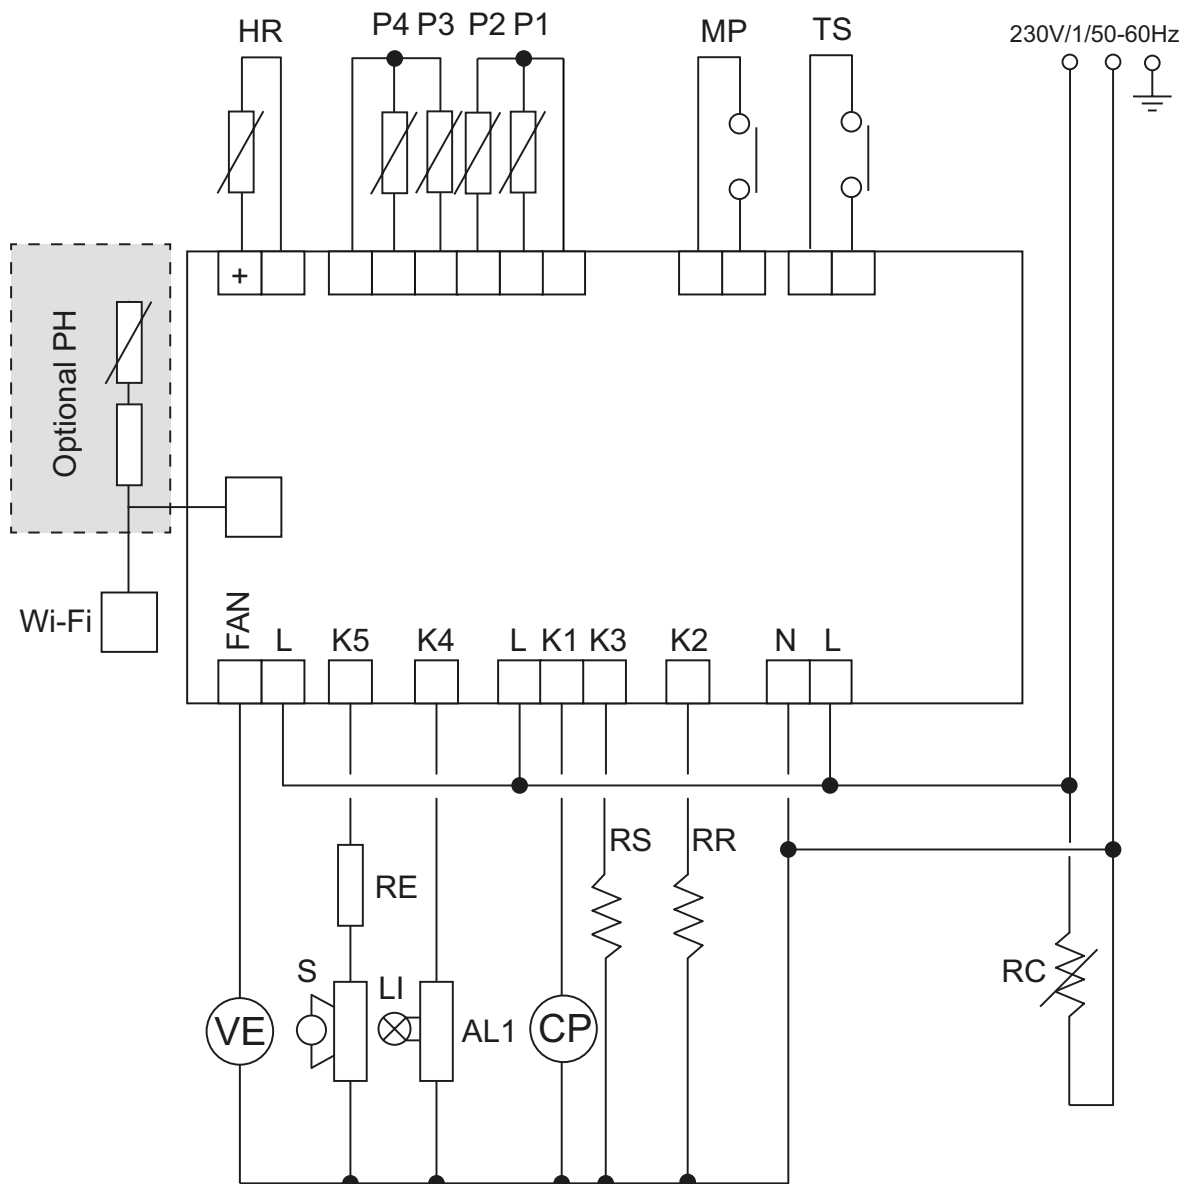 HR P4 P3 P2 P1 MP TS 230V/1/50-60Hz
+
Optional PH
Wi-Fi
FAN L K5 K4 L K1 K3 K2 N L
RS RR
RE
S LI RC
VE AL1 CP